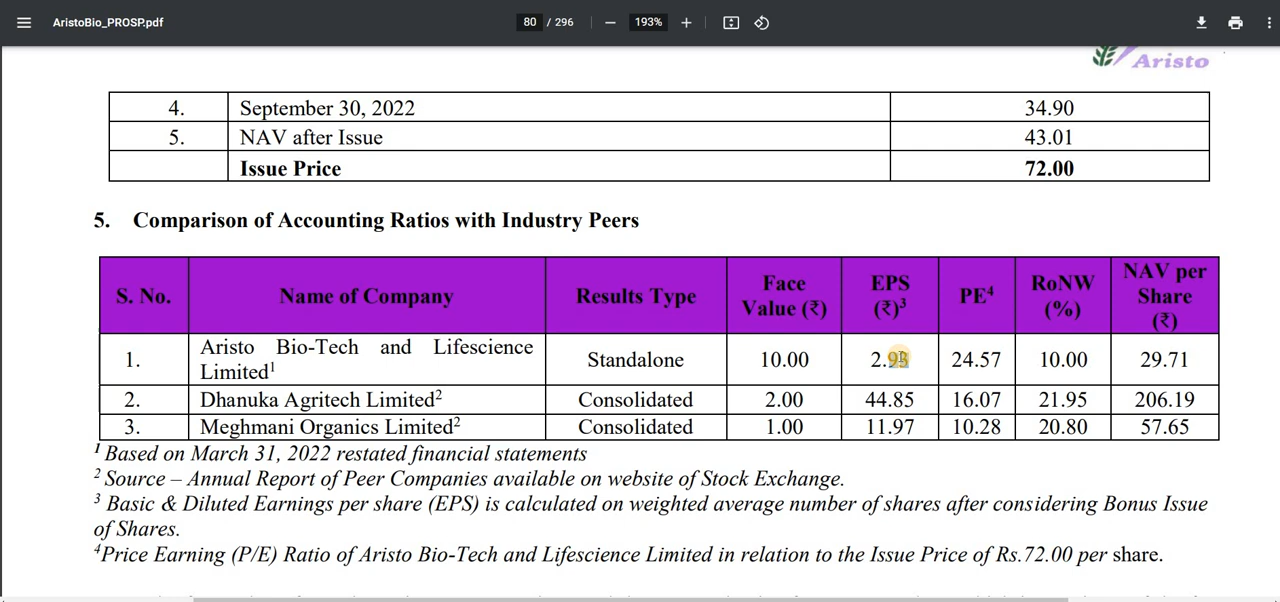 AristoBio_PROSP.pdf
80 / 296
193%
Aristo
4. September 30, 2022 34.90
5. NAV after Issue 43.01
Issue Price 72.00
5. Comparison of Accounting Ratios with Industry Peers
S. No. Name of Company Results Type Face Value (₹) EPS (₹)3 PE4 RoNW (%) NAV per Share (₹)
1. Aristo Bio-Tech and Lifescience Limited1 Standalone 10.00 2.93 24.57 10.00 29.71
2. Dhanuka Agritech Limited2 Consolidated 2.00 44.85 16.07 21.95 206.19
3. Meghmani Organics Limited2 Consolidated 1.00 11.97 10.28 20.80 57.65
1 Based on March 31, 2022 restated financial statements
2 Source – Annual Report of Peer Companies available on website of Stock Exchange.
3 Basic & Diluted Earnings per share (EPS) is calculated on weighted average number of shares after considering Bonus Issue
of Shares.
4Price Earning (P/E) Ratio of Aristo Bio-Tech and Lifescience Limited in relation to the Issue Price of Rs.72.00 per share.